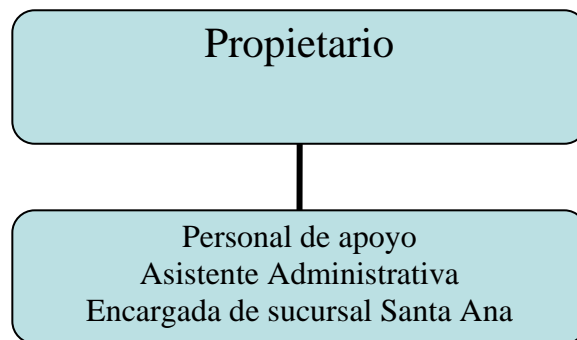 Propietario
Personal de apoyo
Asistente Administrativa
Encargada de sucursal Santa Ana